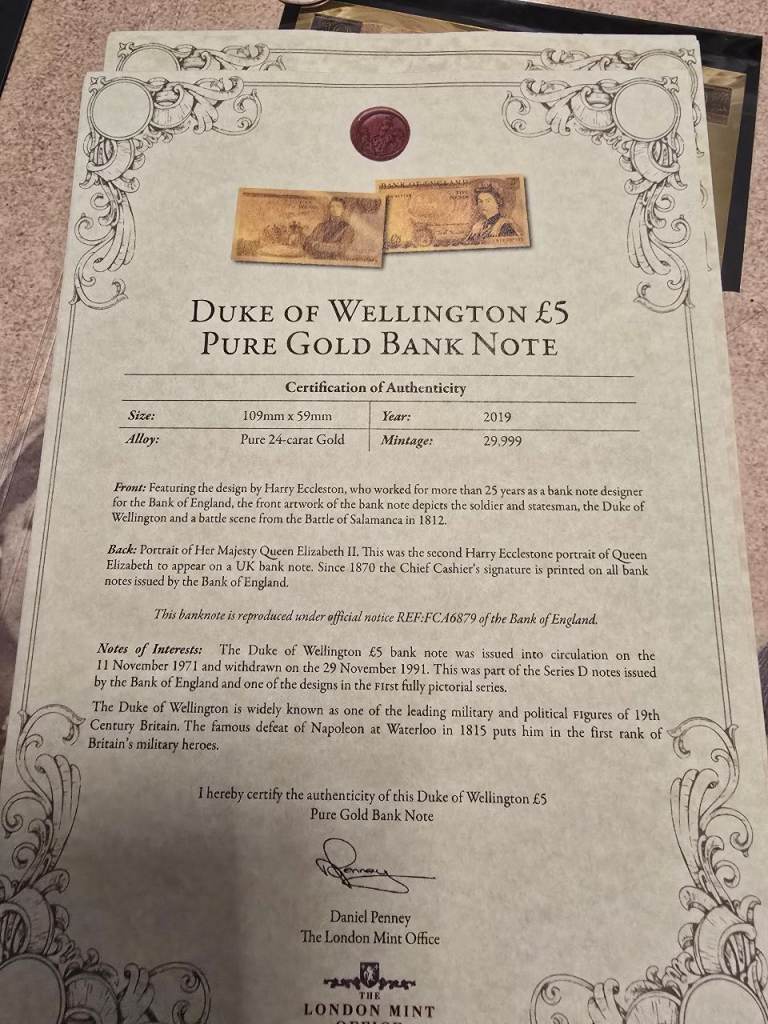 DUKE OF WELLINGTON £5
PURE GOLD BANK NOTE
Certification of Authenticity
Size: 109mm x 59mm Year: 2019
Alloy: Pure 24-carat Gold Mintage: 29,999
Front: Featuring the design by Harry Eccleston, who worked for more than 25 years as a bank note designer
for the Bank of England, the front artwork of the bank note depicts the soldier and statesman, the Duke of
Wellington and a battle scene from the Battle of Salamanca in 1812.
Back: Portrait of Her Majesty Queen Elizabeth II. This was the second Harry Ecclestone portrait of Queen
Elizabeth to appear on a UK bank note. Since 1870 the Chief Cashier's signature is printed on all bank
notes issued by the Bank of England.
This banknote is reproduced under official notice REF:FCA6879 of the Bank of England.
Notes of Interests: The Duke of Wellington £5 bank note was issued into circulation on the
11 November 1971 and withdrawn on the 29 November 1991. This was part of the Series D notes issued
by the Bank of England and one of the designs in the First fully pictorial series.
The Duke of Wellington is widely known as one of the leading military and political Figures of 19th
Century Britain. The famous defeat of Napoleon at Waterloo in 1815 puts him in the first rank of
Britain's military heroes.
I hereby certify the authenticity of this Duke of Wellington £5
Pure Gold Bank Note
Daniel Penney
The London Mint Office
THE
LONDON MINT
OFFICE